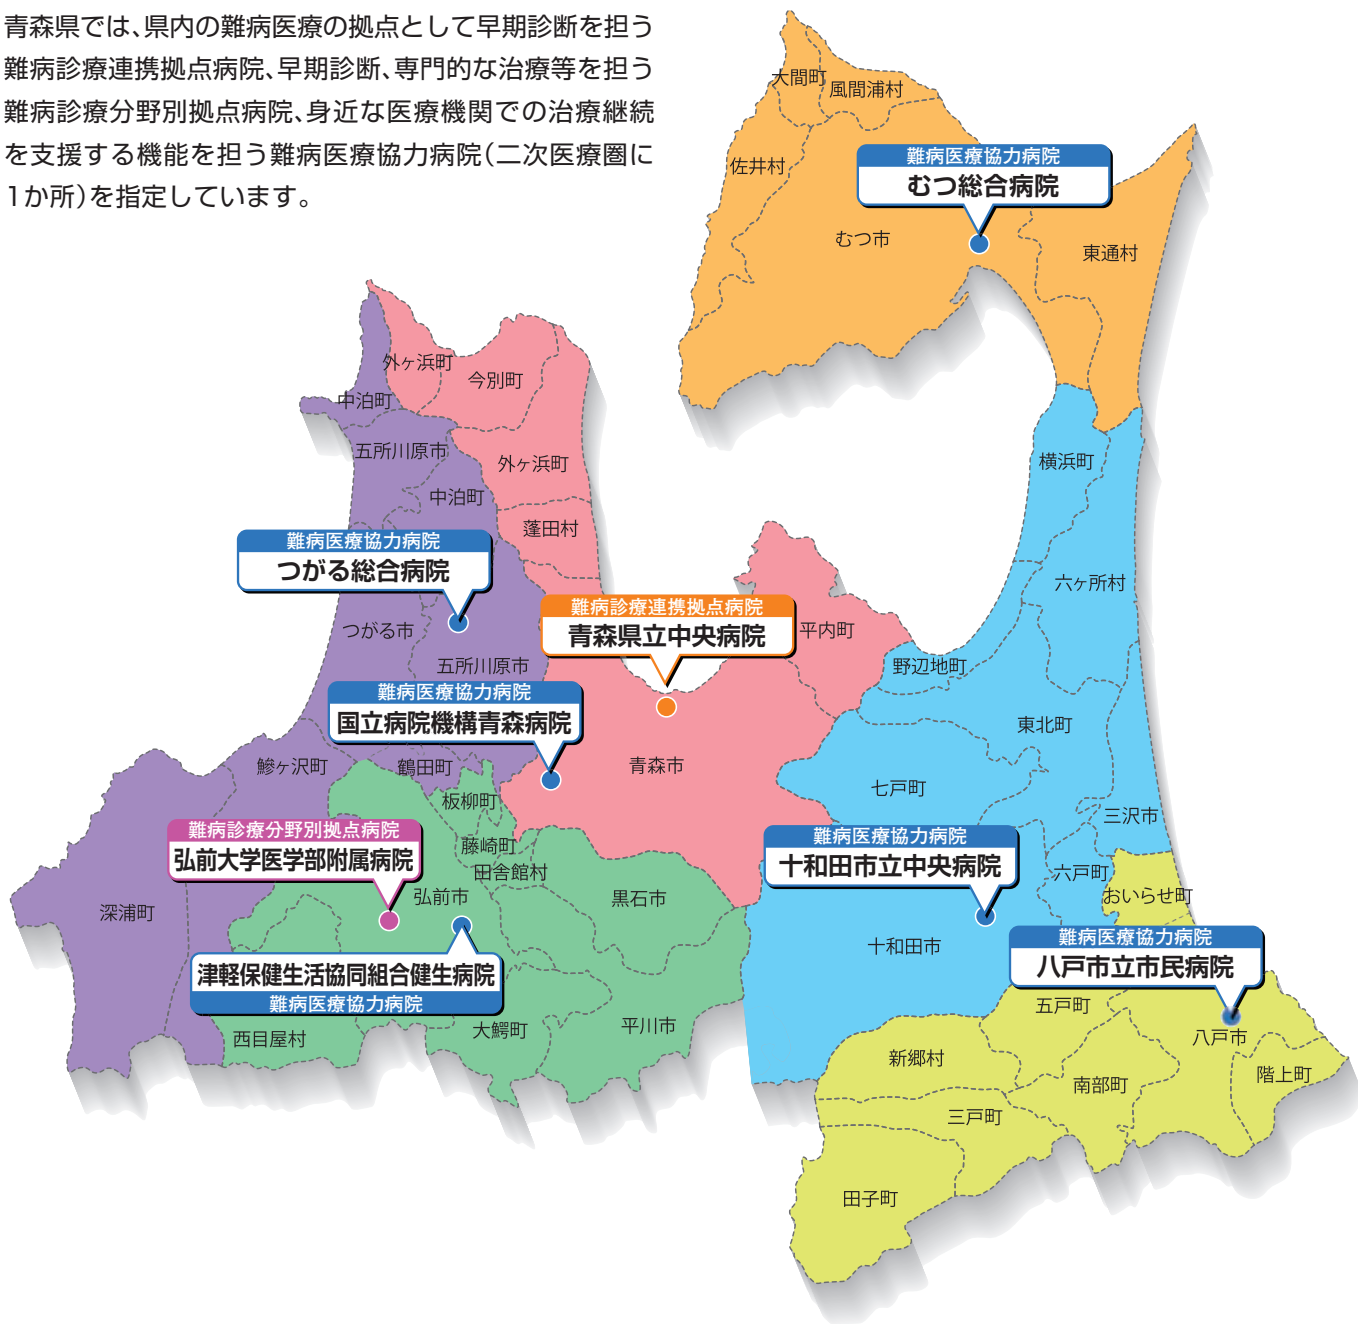 青森県では、県内の難病医療の拠点として早期診断を担う
難病診療連携拠点病院、早期診断、専門的な治療等を担う
難病診療分野別拠点病院、身近な医療機関での治療継続
を支援する機能を担う難病医療協力病院(二次医療圏に
1か所)を指定しています。
大間町
風間浦村
佐井村
難病医療協力病院
むつ総合病院
むつ市
東通村
外ヶ浜町
今別町
中泊町
五所川原市
外ヶ浜町
中泊町
蓬田村
横浜町
難病医療協力病院
つがる総合病院
六ヶ所村
難病診療連携拠点病院
青森県立中央病院
平内町
つがる市
五所川原市
野辺地町
難病医療協力病院
国立病院機構青森病院
東北町
鰺ヶ沢町
鶴田町
青森市
七戸町
板柳町
三沢市
難病診療分野別拠点病院
弘前大学医学部附属病院
藤崎町
田舎館村
難病医療協力病院
十和田市立中央病院
六戸町
おいらせ町
弘前市
黒石市
深浦町
十和田市
難病医療協力病院
八戸市立市民病院
津軽保健生活協同組合健生病院
難病医療協力病院
五戸町
西目屋村
大鰐町
平川市
八戸市
新郷村
南部町
階上町
三戸町
田子町